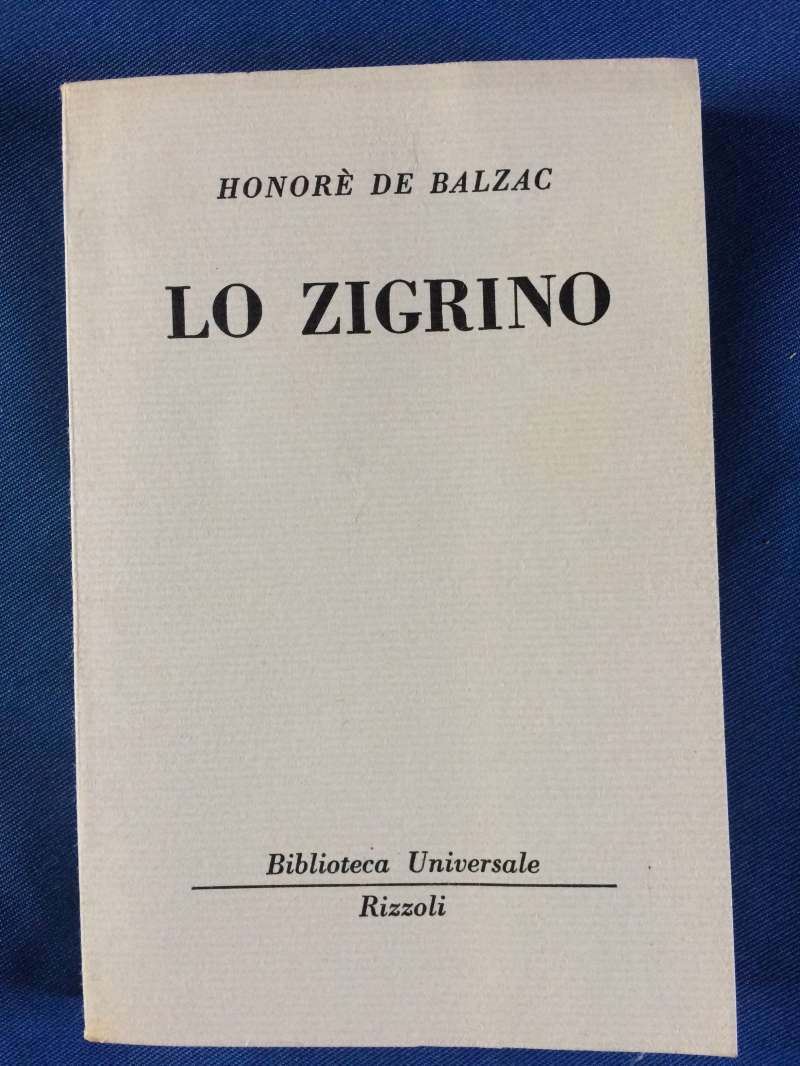 HONORÈ DE BALZAC
LO ZIGRINO
Biblioteca Universale
Rizzoli